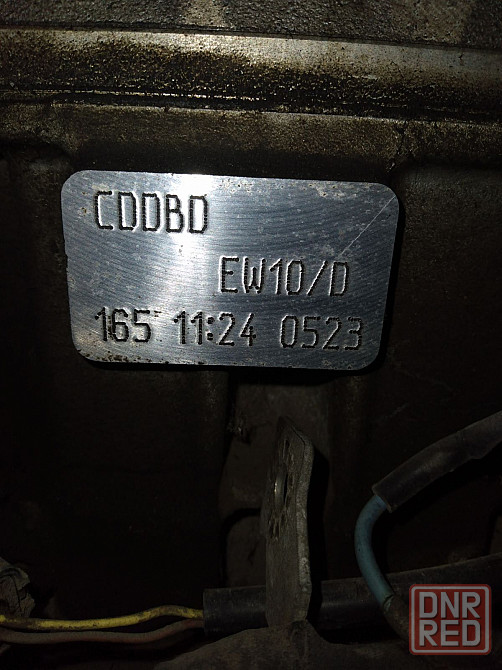 CDDBD
EW10/D
165 11:24 0523
DNR
RED